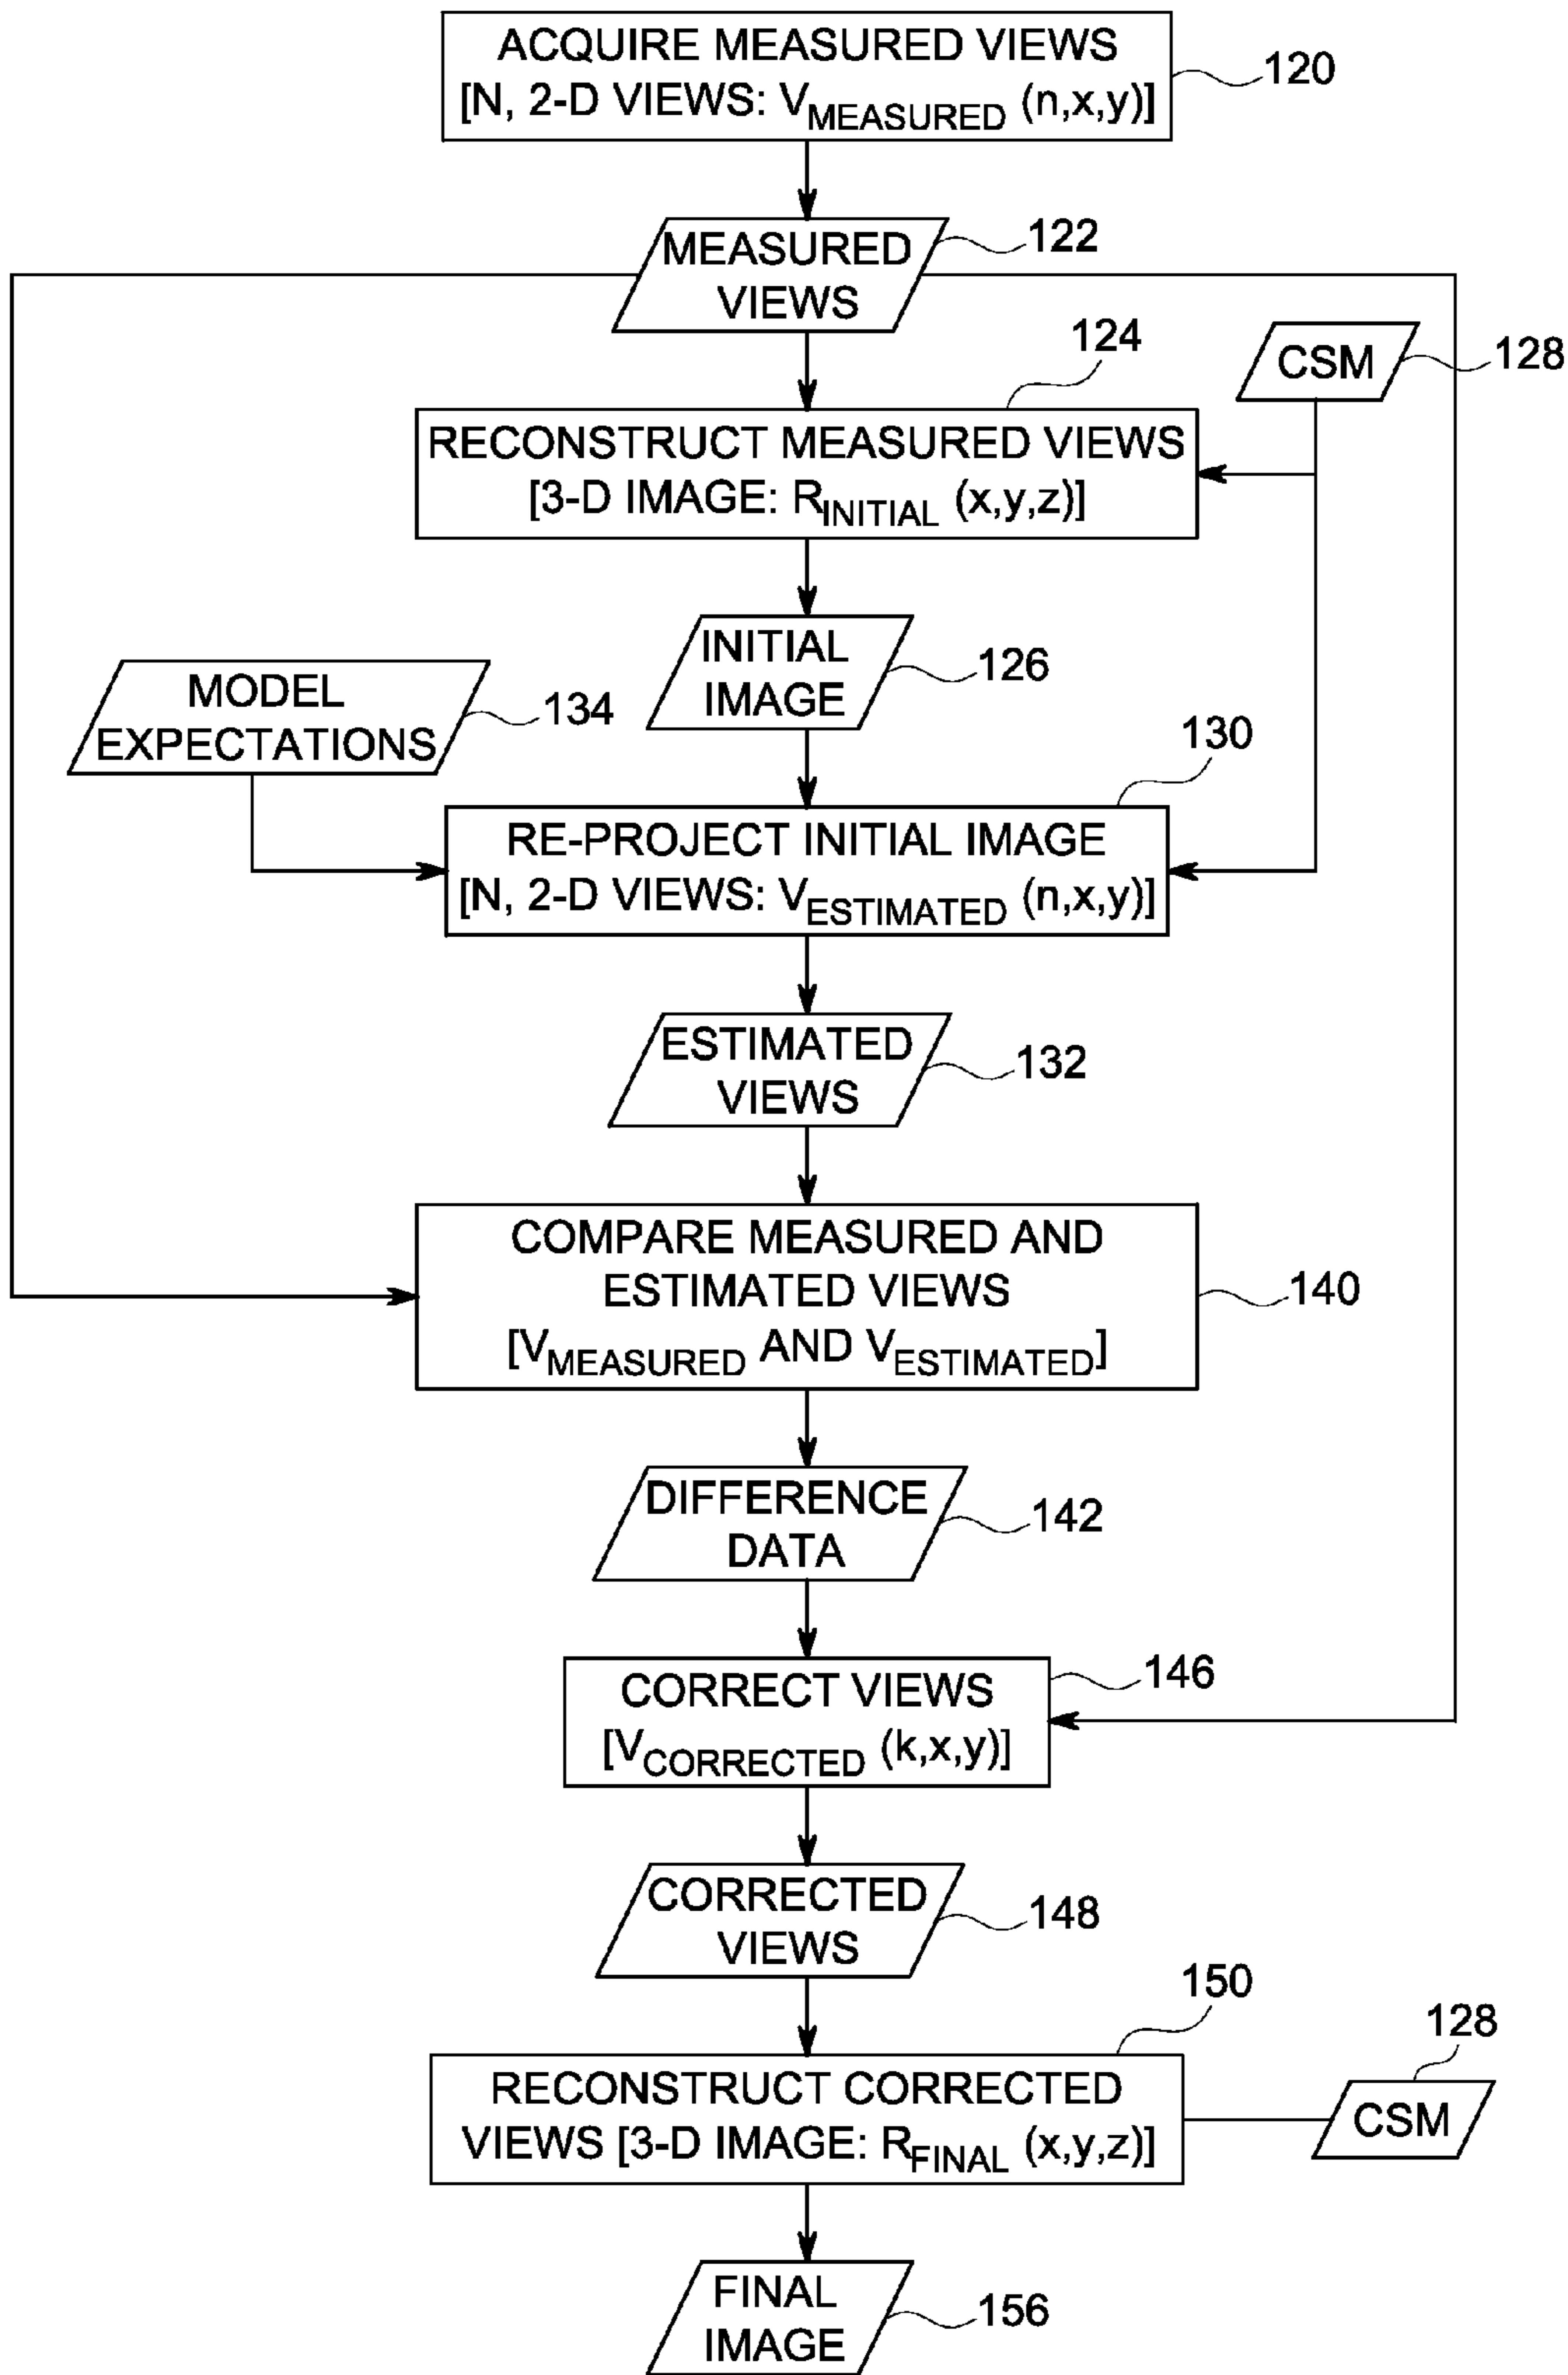 ACQUIRE MEASURED VIEWS
[N, 2-D VIEWS: VMEASURED (n,x,y)]
120
MEASURED
VIEWS
122
124
CSM
128
RECONSTRUCT MEASURED VIEWS
[3-D IMAGE: RINITIAL (x,y,z)]
INITIAL
IMAGE
126
MODEL
EXPECTATIONS
134
130
RE-PROJECT INITIAL IMAGE
[N, 2-D VIEWS: VESTIMATED (n,x,y)]
ESTIMATED
VIEWS
132
COMPARE MEASURED AND
ESTIMATED VIEWS
[VMEASURED AND VESTIMATED]
140
DIFFERENCE
DATA
142
CORRECT VIEWS
[VCORRECTED (k,x,y)]
146
CORRECTED
VIEWS
148
150
RECONSTRUCT CORRECTED
VIEWS [3-D IMAGE: RFINAL (x,y,z)]
128
CSM
FINAL
IMAGE
156